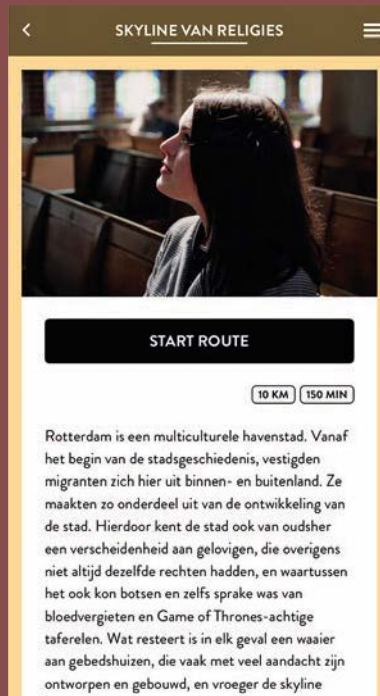 SKYLINE VAN RELIGIES
START ROUTE
10 KM 150 MIN
Rotterdam is een multiculturele havenstad. Vanaf
het begin van de stadsgeschiedenis, vestigden
migranten zich hier uit binnen- en buitenland. Ze
maakten zo onderdeel uit van de ontwikkeling van
de stad. Hierdoor kent de stad ook van oudsher
een verscheidenheid aan gelovigen, die overigens
niet altijd dezelfde rechten hadden, en waartussen
het ook kon botsen en zelfs sprake was van
bloedvergieten en Game of Thrones-achtige
taferelen. Wat resteert is in elk geval een waaier
aan gebedshuizen, die vaak met veel aandacht zijn
ontworpen en gebouwd, en vroeger de skyline